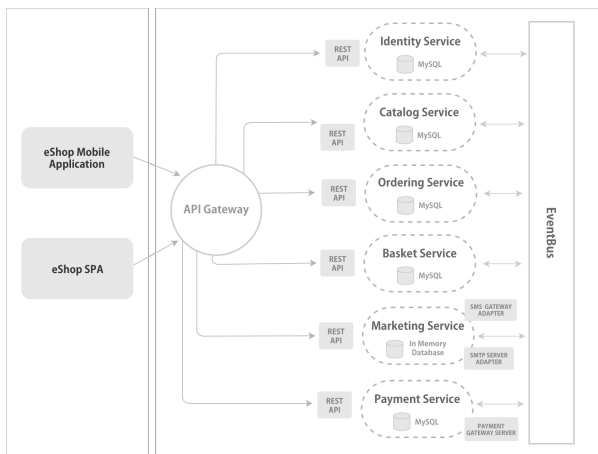 eShop Mobile
Application
eShop SPA
API Gateway
REST
API
Identity Service
MySQL
REST
API
Catalog Service
MySQL
REST
API
Ordering Service
MySQL
REST
API
Basket Service
MySQL
REST
API
Marketing Service
In Memory
Database
SMS GATEWAY
ADAPTER
SMTP SERVER
ADAPTER
REST
API
Payment Service
MySQL
PAYMENT
GATEWAY SERVER
EventBus